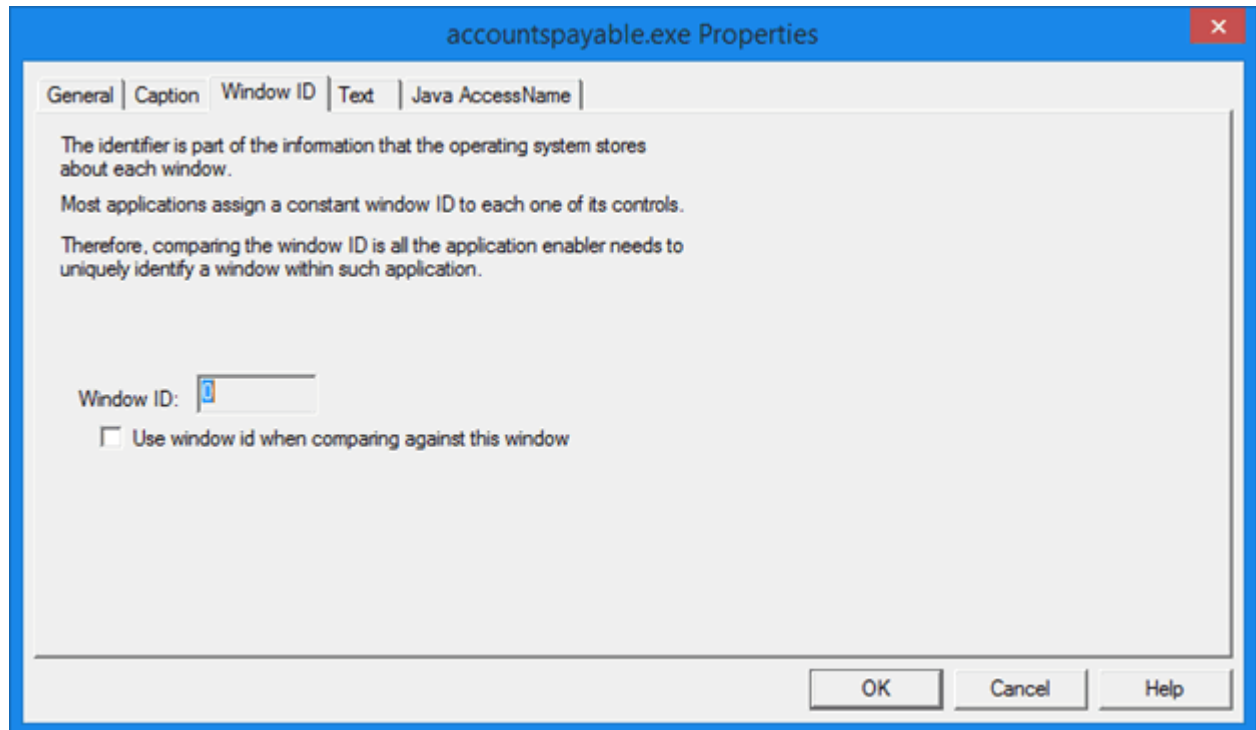 accountspayable.exe Properties
General Caption Window ID Text Java AccessName
The identifier is part of the information that the operating system stores
about each window.
Most applications assign a constant window ID to each one of its controls.
Therefore, comparing the window ID is all the application enabler needs to
uniquely identify a window within such application.
Window ID: 0
Use window id when comparing against this window
OK Cancel Help